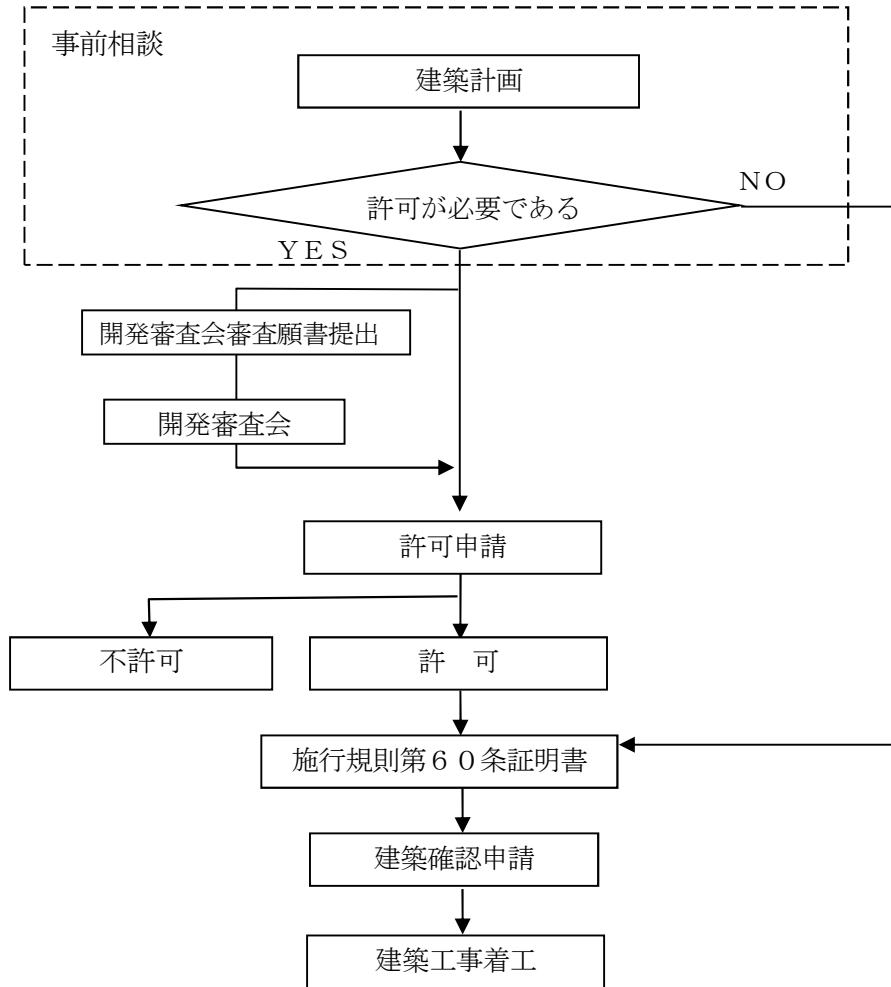 事前相談
建築計画
許可が必要である
ＮＯ
ＹＥＳ
開発審査会審査願書提出
開発審査会
許可申請
不許可
許　可
施行規則第６０条証明書
建築確認申請
建築工事着工